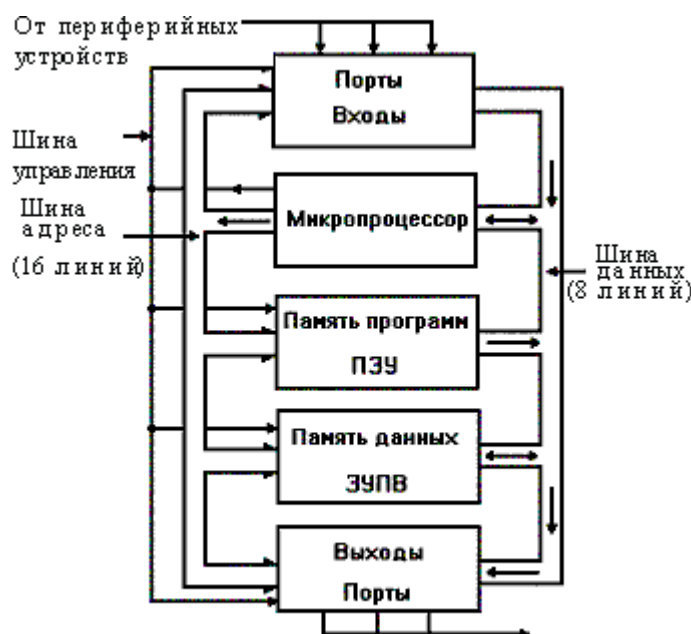 От периферийных
устройств
Порты
Входы
Шина
управления
Шина
адреса
(16 линий)
Микропроцессор
Шина
данных
(8 линий)
Память программ
ПЗУ
Память данных
ЗУПВ
Выходы
Порты